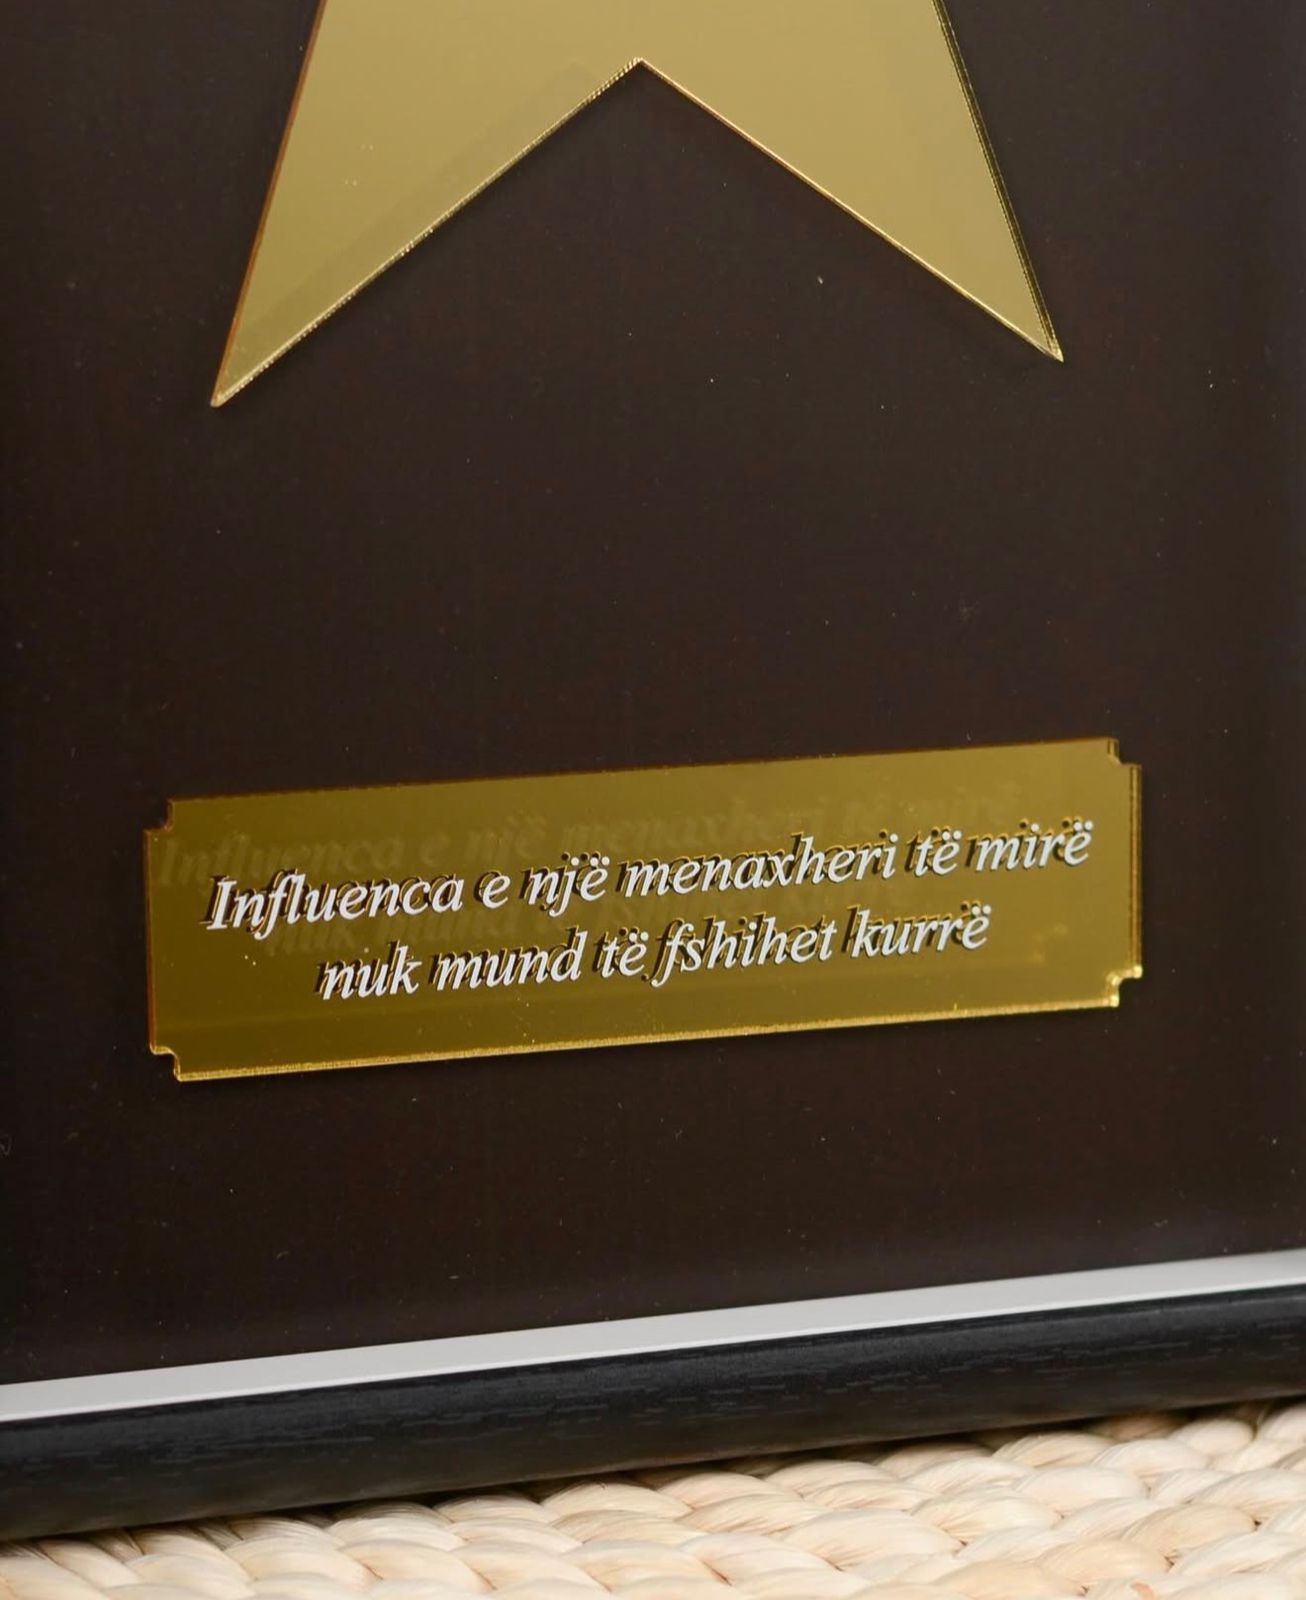 Influenca e një menaxheri të mirë
nuk mund të fshihet kurrë